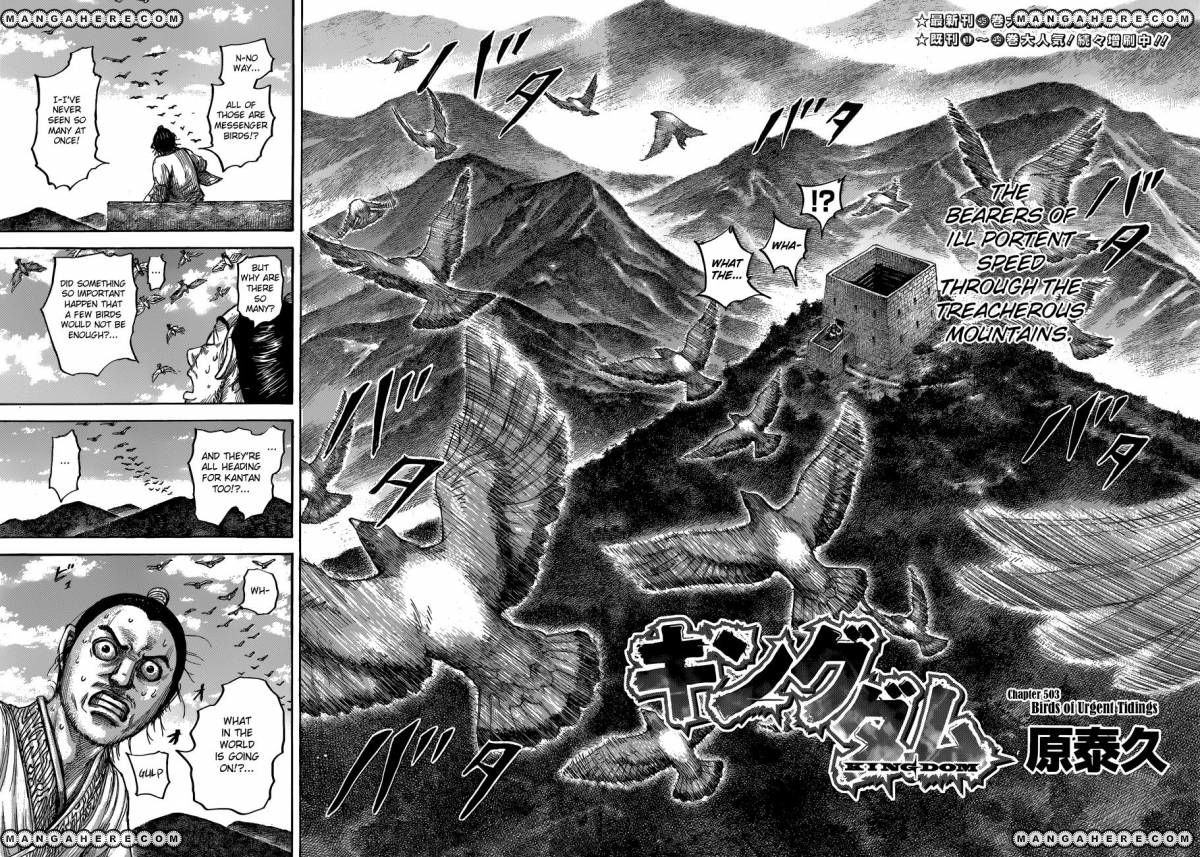 MANGAHERE.COM
MANGAHERE.COM
★最新刊
★既刊
巻大人気!続々増刷中!!
バタ
バタ
バタ
バタ
バタ
バタ
!?
WHA-
WHAT
THE...
THE
BEARERS OF
ILL PORTENT
SPEED
THROUGH THE
TREACHEROUS
MOUNTAINS.
キングダム
KINGDOM
Chapter 503
Birds of Urgent Tidings
原泰久
N-NO
WAY...
ALL OF
THOSE ARE
MESSENGER
BIRDS!?
I-I'VE
NEVER
SEEN SO
MANY AT
ONCE!
BUT WHY
ARE THERE
SO MANY?
...
DID SOMETHING
SO IMPORTANT
HAPPEN THAT
A FEW BIRDS
WOULD NOT BE
ENOUGH?...
...
AND THEY'RE
ALL HEADING
FOR KANTAN
TOO!?...
...
ビ
WH-
WHAT
IN THE
WORLD
IS GOING
ON!?...
GULP
MANGAHERE.COM
MANGAHERE.COM